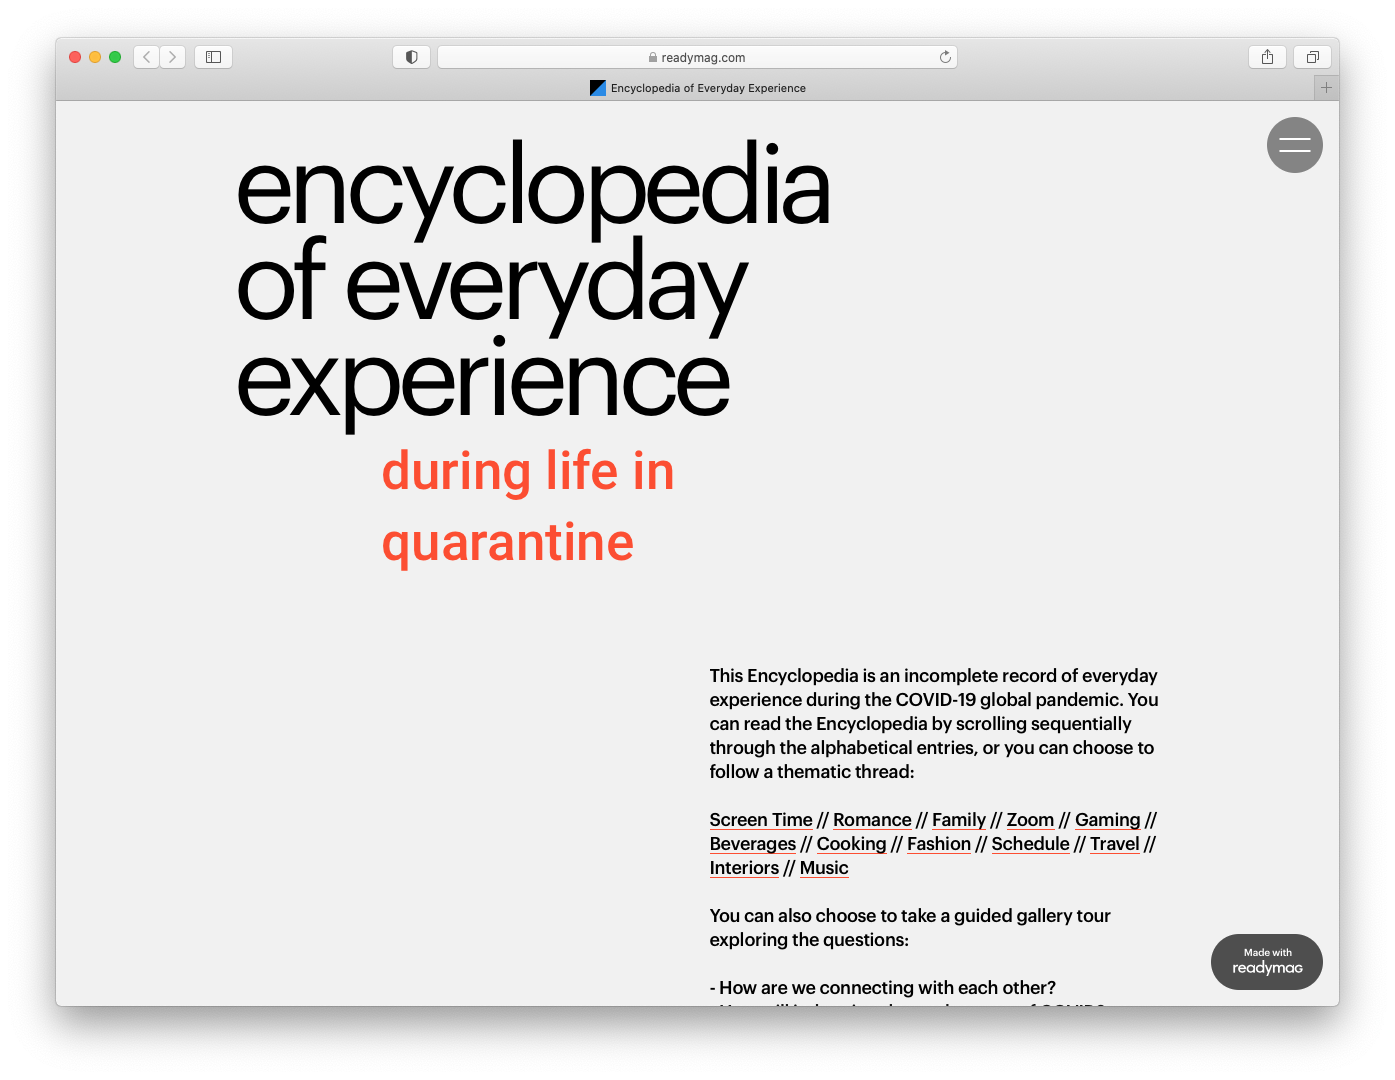 readymag.com
Encyclopedia of Everyday Experience
encyclopedia
of everyday
experience
during life in
quarantine
This Encyclopedia is an incomplete record of everyday
experience during the COVID-19 global pandemic. You
can read the Encyclopedia by scrolling sequentially
through the alphabetical entries, or you can choose to
follow a thematic thread:
Screen Time // Romance // Family // Zoom // Gaming //
Beverages // Cooking // Fashion // Schedule // Travel //
Interiors // Music
You can also choose to take a guided gallery tour
exploring the questions:
- How are we connecting with each other?
Made with
readymag